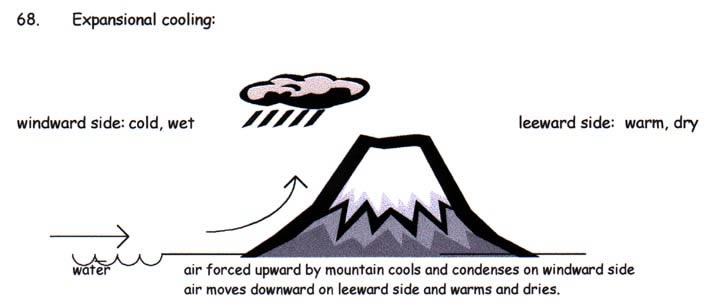 68. Expansional cooling:
windward side: cold, wet
leeward side: warm, dry
water
air forced upward by mountain cools and condenses on windward side
air moves downward on leeward side and warms and dries.